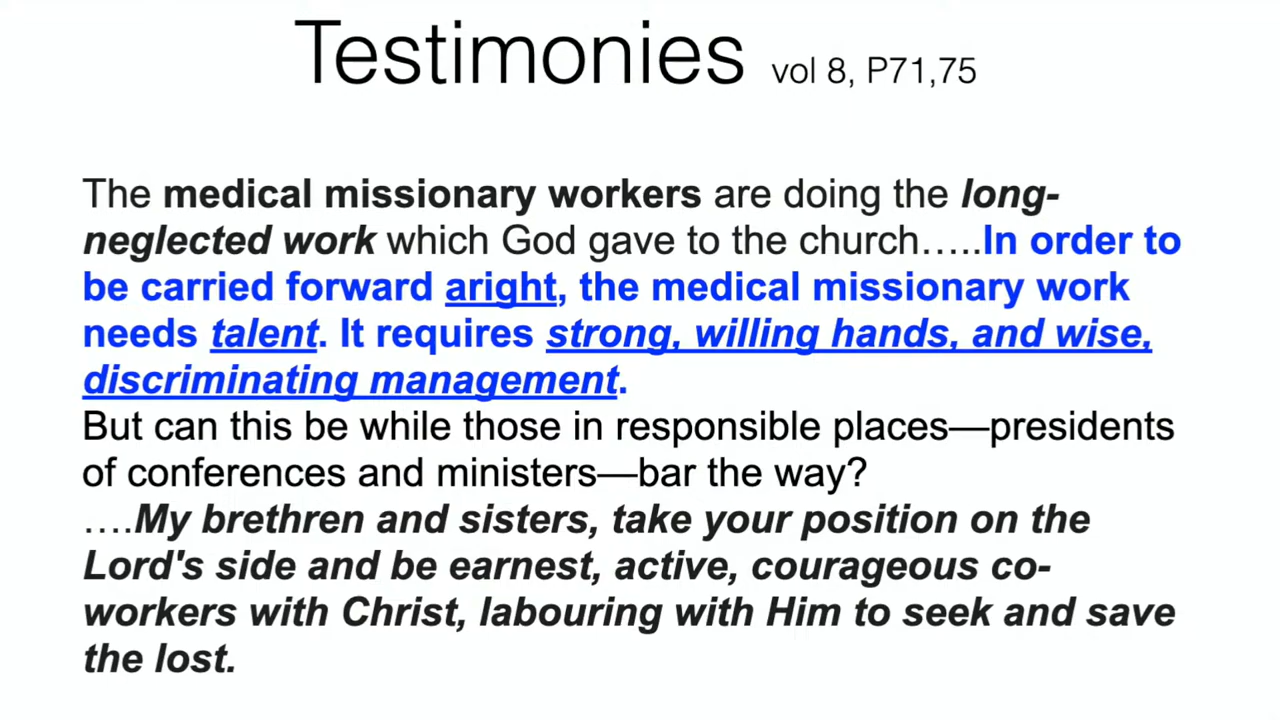 Testimonies vol 8, P71,75
The medical missionary workers are doing the long-
neglected work which God gave to the church…..In order to
be carried forward aright, the medical missionary work
needs talent. It requires strong, willing hands, and wise,
discriminating management.
But can this be while those in responsible places—presidents
of conferences and ministers—bar the way?
….My brethren and sisters, take your position on the
Lord's side and be earnest, active, courageous co-
workers with Christ, labouring with Him to seek and save
the lost.